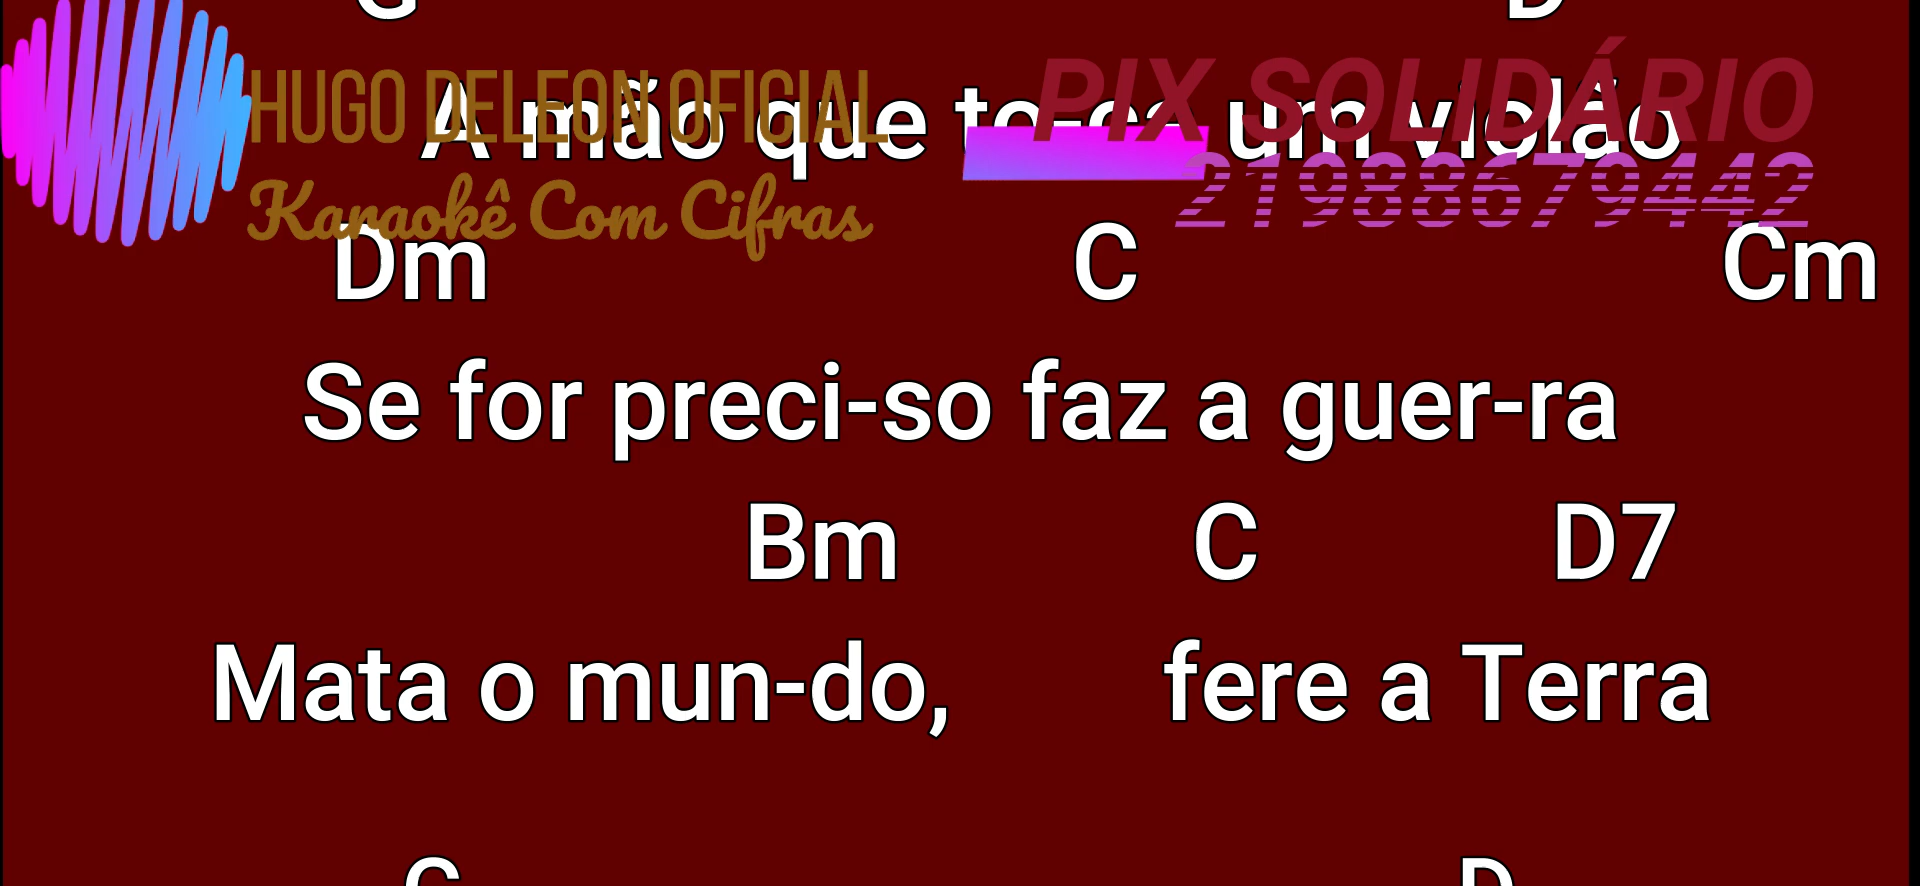 G D
HUGO DELEON OFICIAL
PIX SOLIDÁRIO
A mão que to-ca um violão
21988679442
Karaokê Com Cifras
Dm C Cm
Se for preci-so faz a guer-ra
Bm C D7
Mata o mun-do, fere a Terra
D